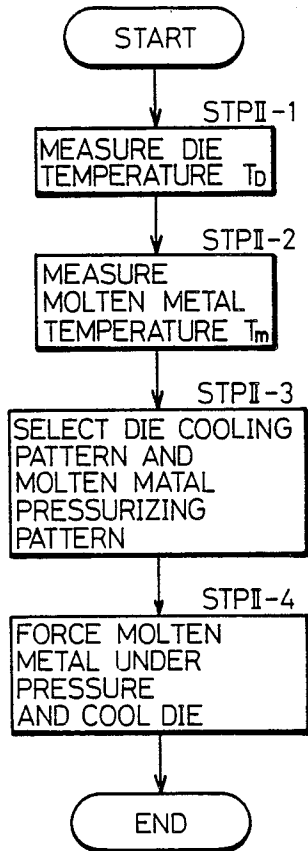 START
STPⅡ-1
MEASURE DIE
TEMPERATURE TD
STPⅡ-2
MEASURE
MOLTEN METAL
TEMPERATURE Tm
STPⅡ-3
SELECT DIE COOLING
PATTERN AND
MOLTEN MATAL
PRESSURIZING
PATTERN
STPⅡ-4
FORCE MOLTEN
METAL UNDER
PRESSURE
AND COOL DIE
END